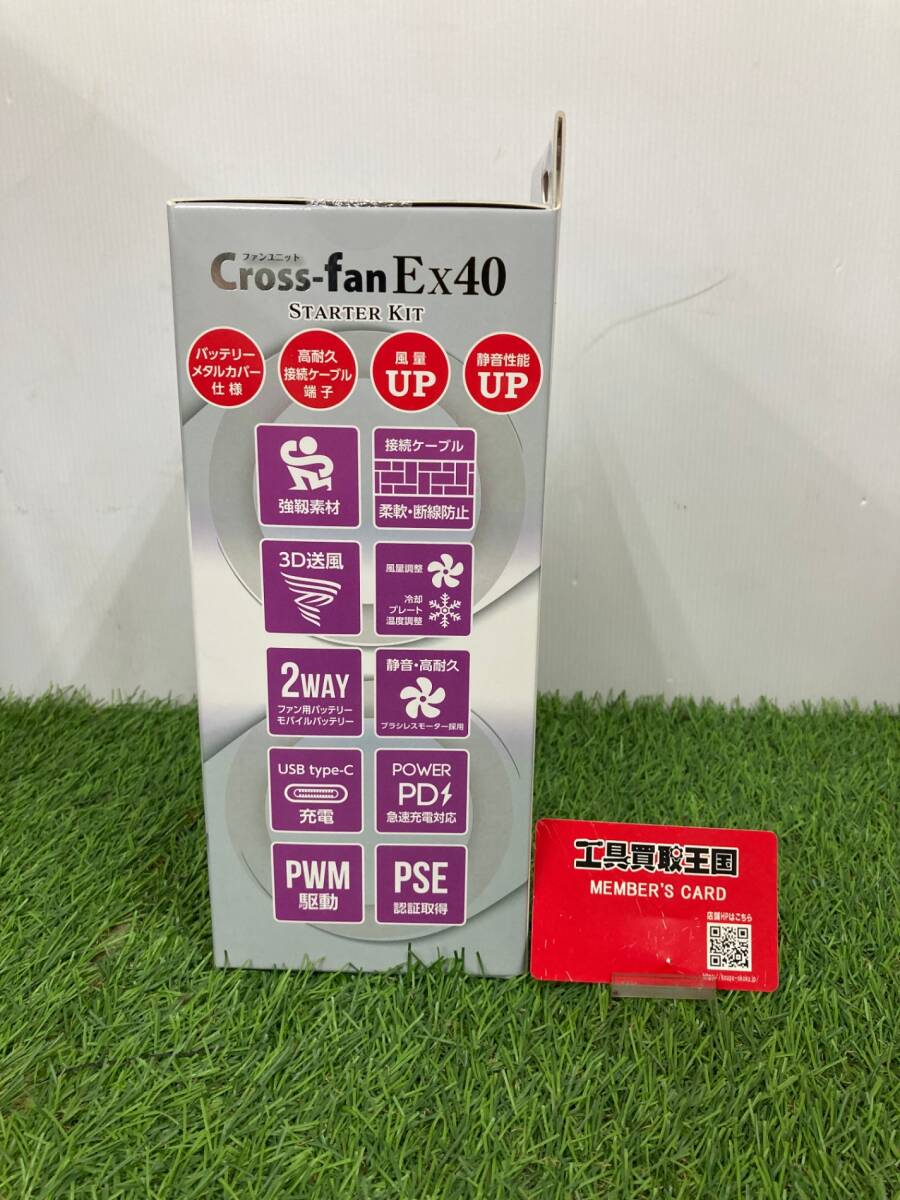 ファンユニット
Cross-fan Ex40
STARTER KIT
バッテリー
メタルカバー
仕様
高耐久
接続ケーブル
端子
風量
UP
静音性能
UP
強靱素材
接続ケーブル
柔軟・断線防止
3D送風
風量調整
冷却
プレート
温度調整
2WAY
ファン用バッテリー
モバイルバッテリー
静音・高耐久
ブラシレスモーター採用
USB type-C
充電
POWER
PD
急速充電対応
PWM
駆動
PSE
認証取得
工具買取王国
MEMBER'S CARD
店舗HPはこちら